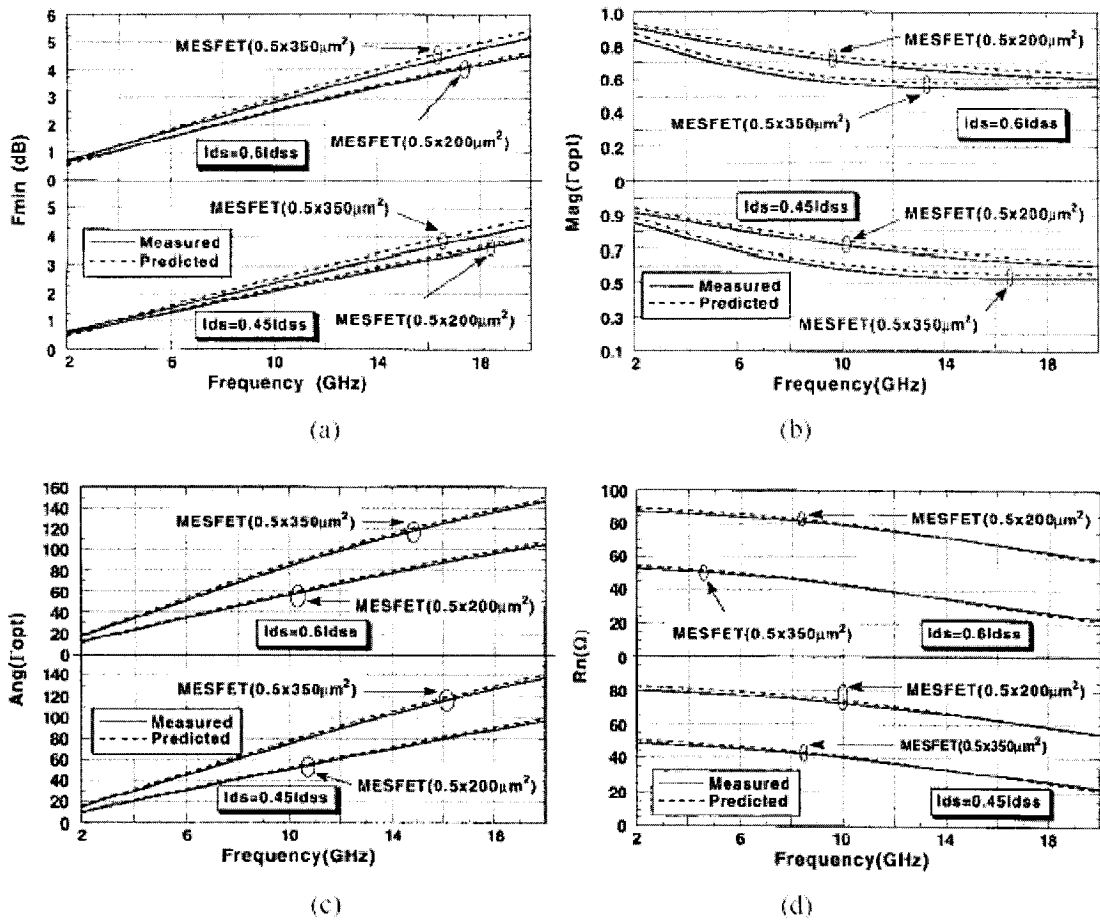 6
5
4
3
2
1
0
5
4
3
2
1
0
Fmin (dB)
MESFET(0.5x350μm²)
MESFET(0.5x200μm²)
Ids=0.6Idss
MESFET(0.5x350μm²)
Measured
Predicted
MESFET(0.5x200μm²)
Ids=0.45Idss
2 6 10 14 18
Frequency (GHz)
(a)
1.0
0.8
0.6
0.4
0.2
0
0.9
0.7
0.5
0.3
0.1
Mag(Γopt)
MESFET(0.5x200μm²)
MESFET(0.5x350μm²)
Ids=0.6Idss
Ids=0.45Idss
MESFET(0.5x200μm²)
Measured
Predicted
MESFET(0.5x350μm²)
2 6 10 14 18
Frequency(GHz)
(b)
160
140
120
100
80
60
40
20
0
140
120
100
80
60
40
20
0
Ang(Γopt)
MESFET(0.5x350μm²)
MESFET(0.5x200μm²)
Ids=0.6Idss
MESFET(0.5x350μm²)
Measured
Predicted
MESFET(0.5x200μm²)
Ids=0.45Idss
2 6 10 14 18
Frequency(GHz)
(c)
100
80
60
40
20
0
80
60
40
20
0
Rn(Ω)
MESFET(0.5x200μm²)
MESFET(0.5x350μm²)
Ids=0.6Idss
MESFET(0.5x200μm²)
MESFET(0.5x350μm²)
Measured
Predicted
Ids=0.45Idss
2 6 10 14 18
Frequency(GHz)
(d)